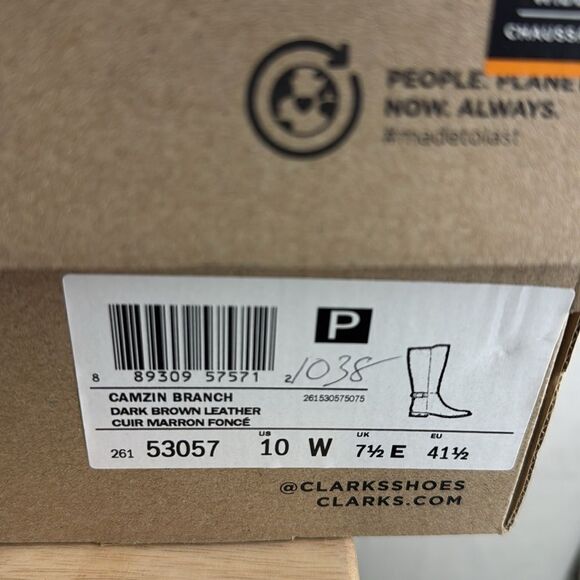 CHAUSS
PEOPLE. PLANE
NOW. ALWAYS.
#madetolast
P
8 89309 57571 2
1038
CAMZIN BRANCH 261530575075
DARK BROWN LEATHER
CUIR MARRON FONCÉ
261 53057 US 10 W UK 7½ E EU 41½
@CLARKSSHOES
CLARKS.COM